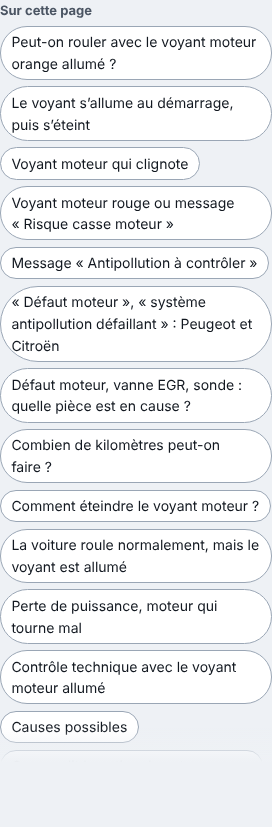 Sur cette page
Peut-on rouler avec le voyant moteur
orange allumé ?
Le voyant s’allume au démarrage,
puis s’éteint
Voyant moteur qui clignote
Voyant moteur rouge ou message
« Risque casse moteur »
Message « Antipollution à contrôler »
« Défaut moteur », « système
antipollution défaillant » : Peugeot et
Citroën
Défaut moteur, vanne EGR, sonde :
quelle pièce est en cause ?
Combien de kilomètres peut-on
faire ?
Comment éteindre le voyant moteur ?
La voiture roule normalement, mais le
voyant est allumé
Perte de puissance, moteur qui
tourne mal
Contrôle technique avec le voyant
moteur allumé
Causes possibles